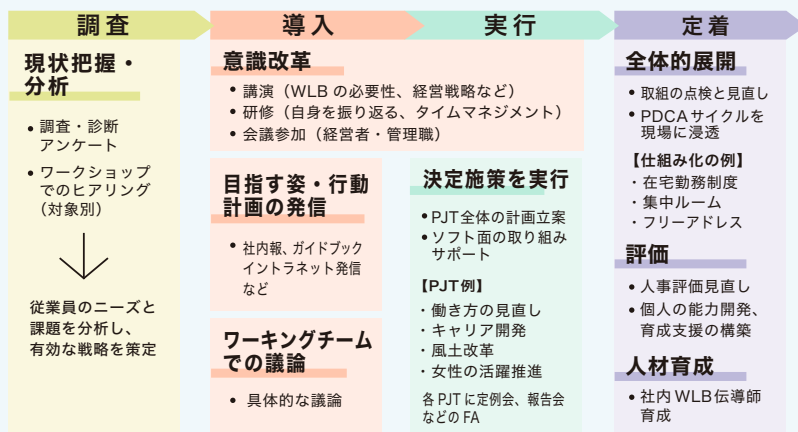 調査
現状把握・
分析
• 調査・診断
アンケート
• ワークショップ
でのヒアリング
（対象別）
従業員のニーズと
課題を分析し、
有効な戦略を策定
導入
実行
意識改革
• 講演（WLB の必要性、経営戦略など）
• 研修（自身を振り返る、タイムマネジメント）
• 会議参加（経営者・管理職）
目指す姿・行動
計画の発信
• 社内報、ガイドブック
イントラネット発信
など
ワーキングチーム
での議論
• 具体的な議論
決定施策を実行
• PJT全体の計画立案
• ソフト面の取り組み
サポート
【PJT例】
・働き方の見直し
・キャリア開発
・風土改革
・女性の活躍推進
各 PJT に定例会、報告会
などの FA
定着
全体的展開
• 取組の点検と見直し
• PDCAサイクルを
現場に浸透
【仕組み化の例】
・在宅勤務制度
・集中ルーム
・フリーアドレス
評価
• 人事評価見直し
• 個人の能力開発、
育成支援の構築
人材育成
• 社内 WLB伝導師
育成